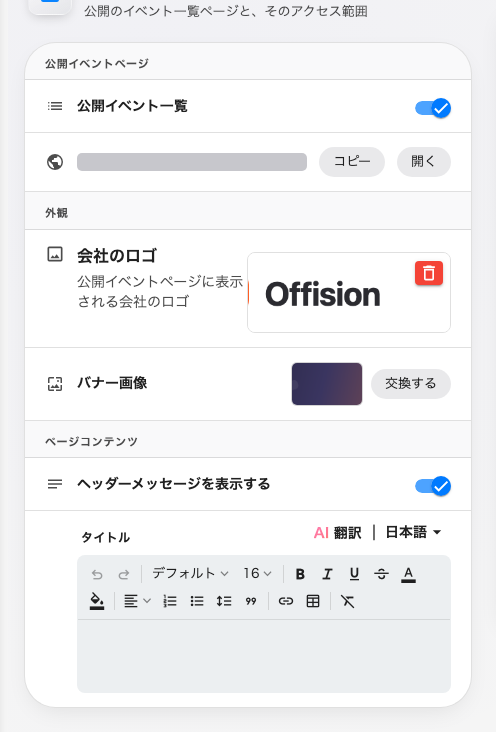 公開のイベント一覧ページと、そのアクセス範囲
公開イベントページ
公開イベント一覧
コピー
開く
外観
会社のロゴ
公開イベントページに表示
される会社のロゴ
Offision
バナー画像
交換する
ページコンテンツ
ヘッダーメッセージを表示する
タイトル
AI 翻訳 | 日本語
デフォルト 16 B I U S A